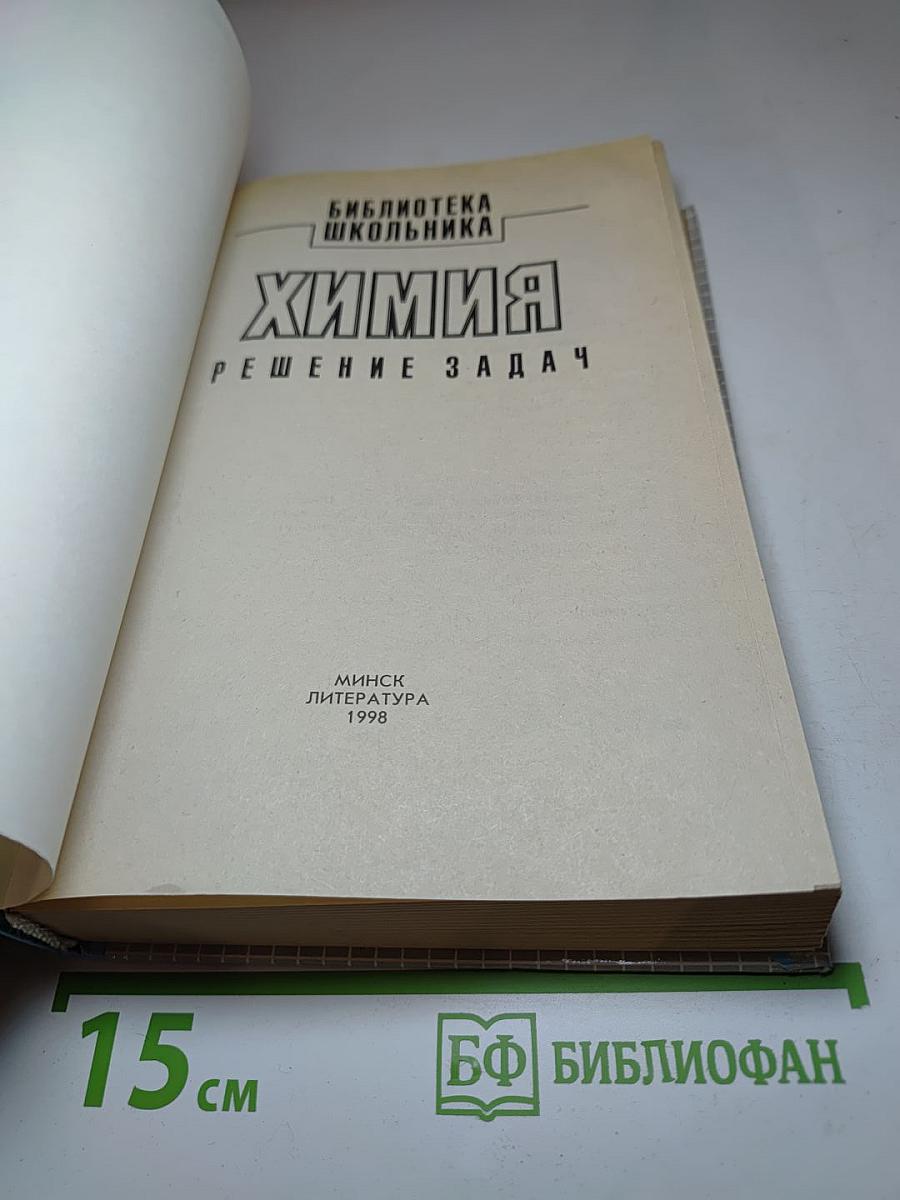 БИБЛИОТЕКА
ШКОЛЬНИКА
ХИМИЯ
РЕШЕНИЕ ЗАДАЧ
МИНСК
ЛИТЕРАТУРА
1998
15 см
БФ БИБЛИОФАН